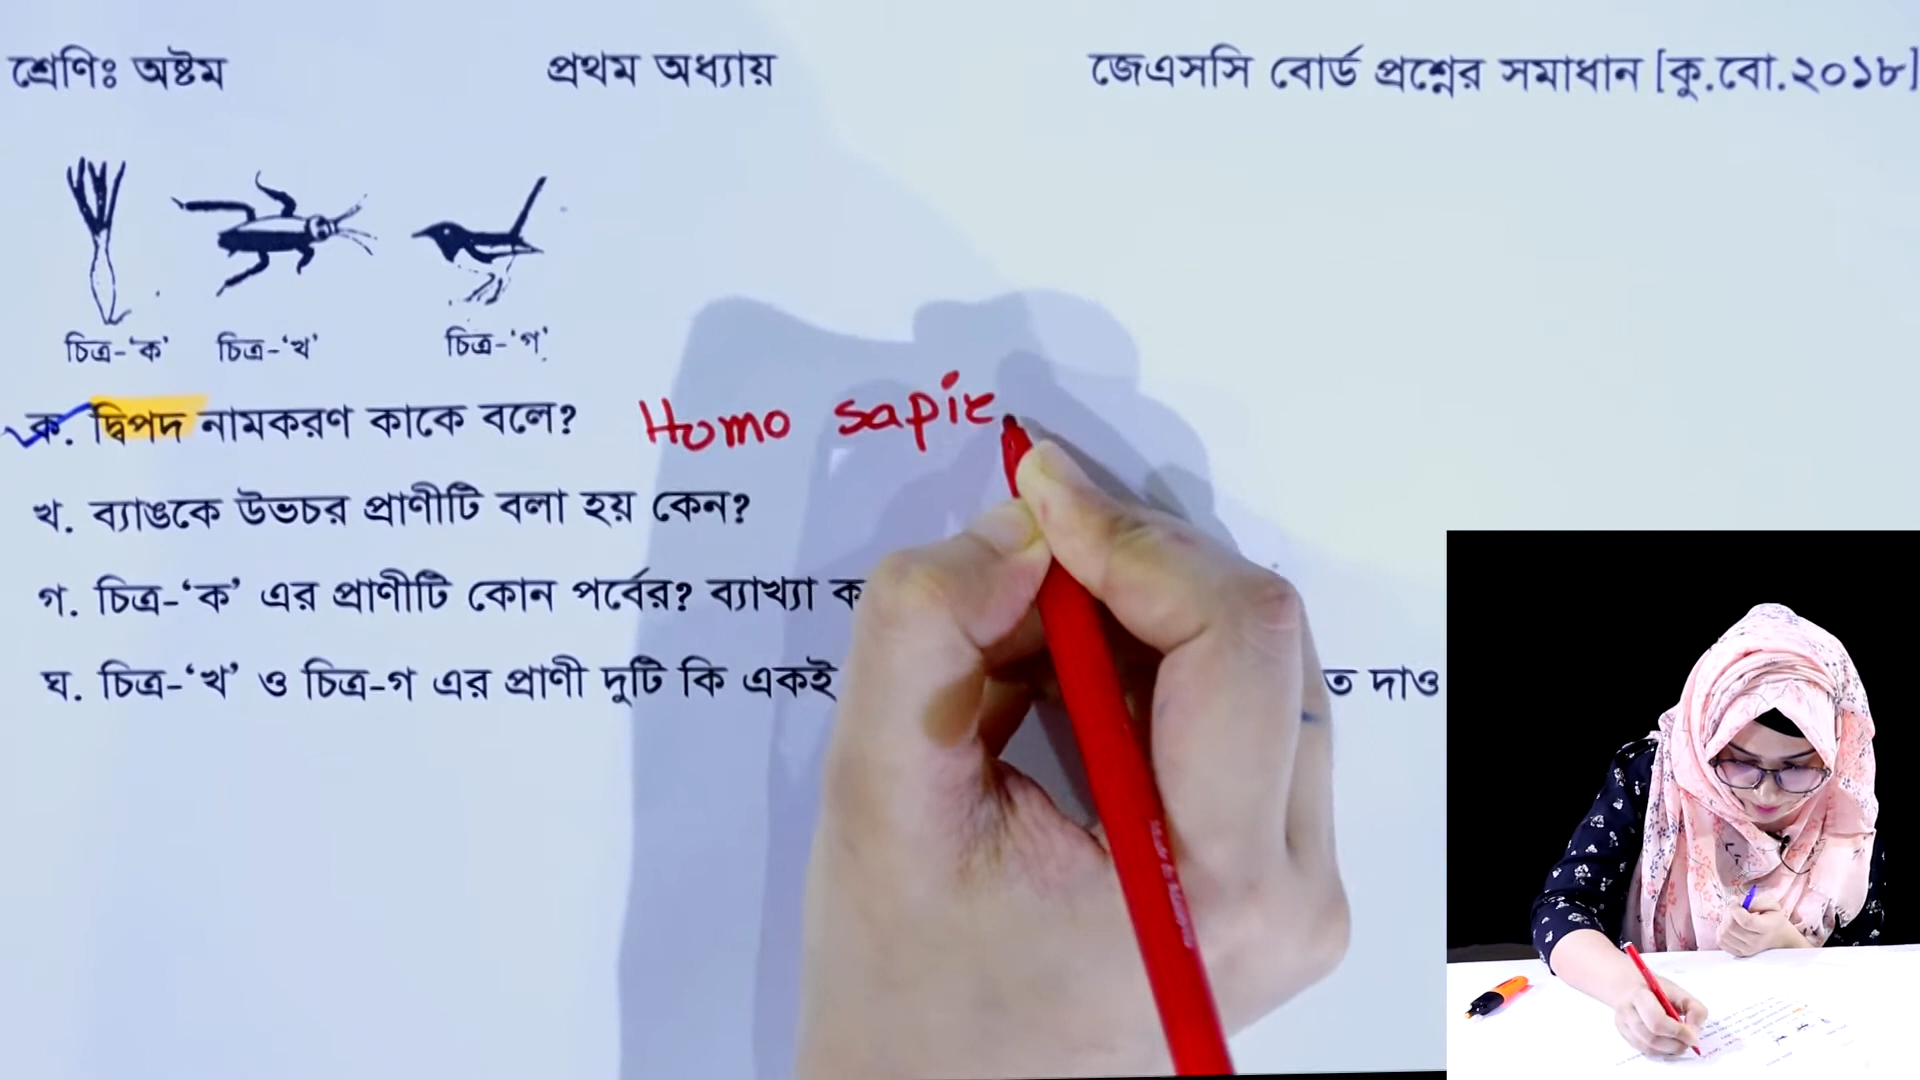 শ্রেণিঃ অষ্টম প্রথম অধ্যায় জেএসসি বোর্ড প্রশ্নের সমাধান [কু.বো.২০১৮]
চিত্র-‘ক’ চিত্র-‘খ’ চিত্র-‘গ’
ক. দ্বিপদ নামকরণ কাকে বলে? Homo sapie
খ. ব্যাঙকে উভচর প্রাণীটি বলা হয় কেন?
গ. চিত্র-‘ক’ এর প্রাণীটি কোন পর্বের? ব্যাখ্যা ক
ঘ. চিত্র-‘খ’ ও চিত্র-গ এর প্রাণী দুটি কি একই ত দাও